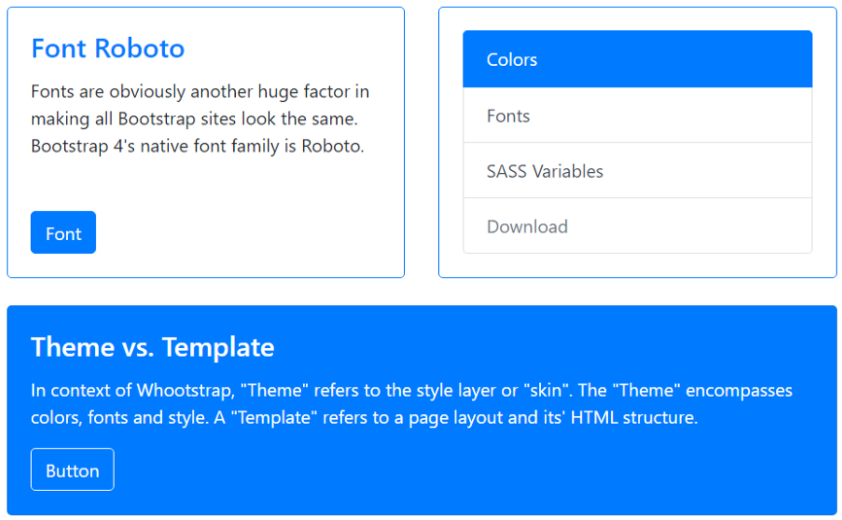 Font Roboto
Fonts are obviously another huge factor in
making all Bootstrap sites look the same.
Bootstrap 4's native font family is Roboto.
Font
Colors
Fonts
SASS Variables
Download
Theme vs. Template
In context of Whootstrap, "Theme" refers to the style layer or "skin". The "Theme" encompasses
colors, fonts and style. A "Template" refers to a page layout and its' HTML structure.
Button